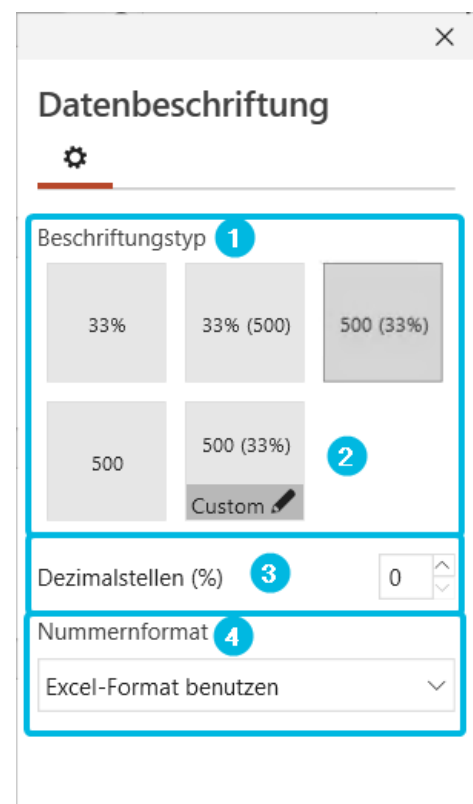 Datenbeschriftung
Beschriftungstyp 1
33% 33% (500) 500 (33%)
500 500 (33%) 2
Custom
Dezimalstellen (%) 3 0
Nummernformat 4
Excel-Format benutzen